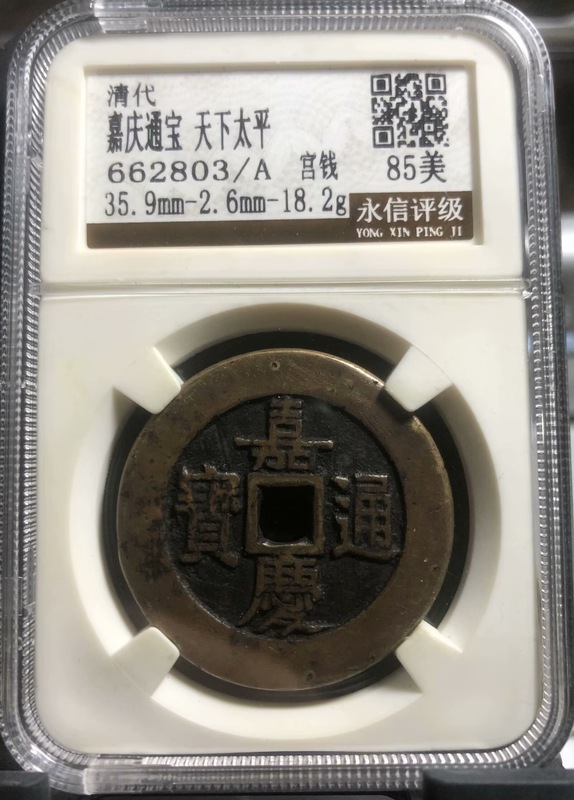 清代
嘉庆通宝 天下太平
662803/A 宫钱 85美
35.9mm-2.6mm-18.2g
永信评级
YONG XIN PING JI
嘉
寶 通
慶